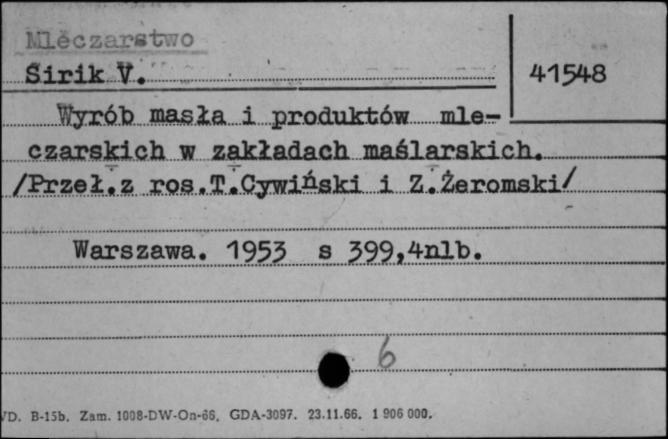 Mleczarstwo
Sirik V.
41548
Wyrób masła i produktów mle-
czarskich w zakładach maślarskich.
/Przeł.z ros.T.Cywiński i Z.Żeromski/
Warszawa. 1953 s 399,4nlb.
6
VD. B-15b. Zam. 1008-DW-On-66. GDA-3097. 23.11.66. 1 906 000.